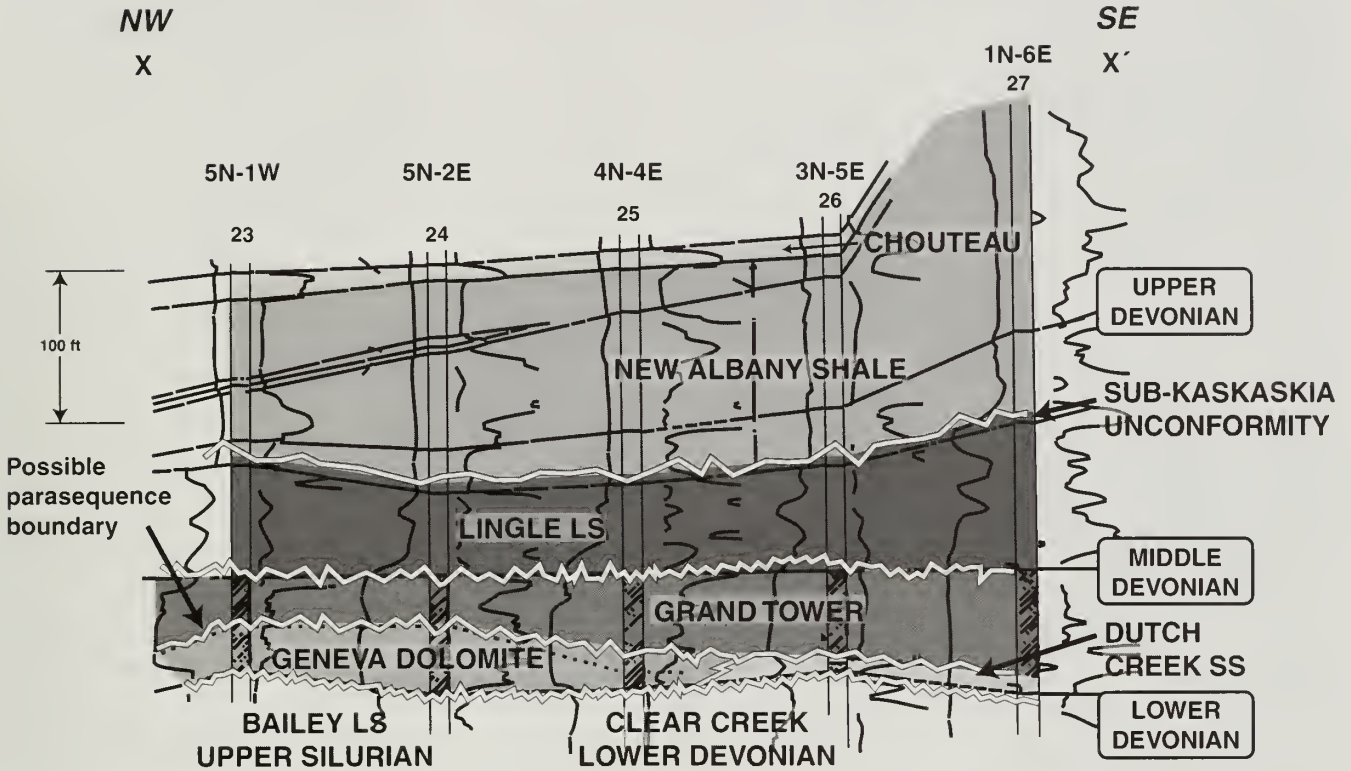 NW
SE
X
X´
1N-6E
27
5N-1W
5N-2E
4N-4E
3N-5E
23
24
25
26
CHOUTEAU
UPPER
DEVONIAN
100 ft
NEW ALBANY SHALE
SUB-KASKASKIA
UNCONFORMITY
Possible
parasequence
boundary
LINGLE LS
MIDDLE
DEVONIAN
GRAND TOWER
DUTCH
CREEK SS
GENEVA DOLOMITE
LOWER
DEVONIAN
BAILEY LS
UPPER SILURIAN
CLEAR CREEK
LOWER DEVONIAN